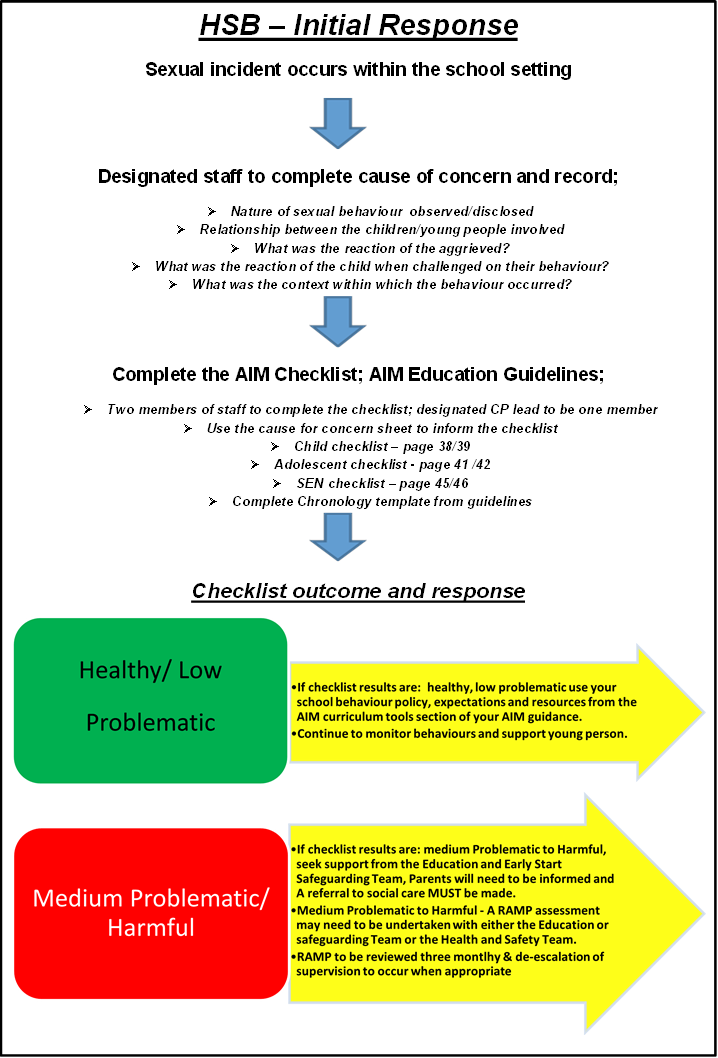 HSB – Initial Response
Sexual incident occurs within the school setting
Designated staff to complete cause of concern and record;
➢ Nature of sexual behaviour observed/disclosed
➢ Relationship between the children/young people involved
➢ What was the reaction of the aggrieved?
➢ What was the reaction of the child when challenged on their behaviour?
➢ What was the context within which the behaviour occurred?
Complete the AIM Checklist; AIM Education Guidelines;
➢ Two members of staff to complete the checklist; designated CP lead to be one member
➢ Use the cause for concern sheet to inform the checklist
➢ Child checklist – page 38/39
➢ Adolescent checklist - page 41 /42
➢ SEN checklist – page 45/46
➢ Complete Chronology template from guidelines
Checklist outcome and response
Healthy/ Low
Problematic
•If checklist results are: healthy, low problematic use your
school behaviour policy, expectations and resources from the
AIM curriculum tools section of your AIM guidance.
•Continue to monitor behaviours and support young person.
Medium Problematic/
Harmful
•If checklist results are: medium Problematic to Harmful,
seek support from the Education and Early Start
Safeguarding Team, Parents will need to be informed and
A referral to social care MUST be made.
•Medium Problematic to Harmful - A RAMP assessment
may need to be undertaken with either the Education or
safeguarding Team or the Health and Safety Team.
•RAMP to be reviewed three montlhy & de-escalation of
supervision to occur when appropriate